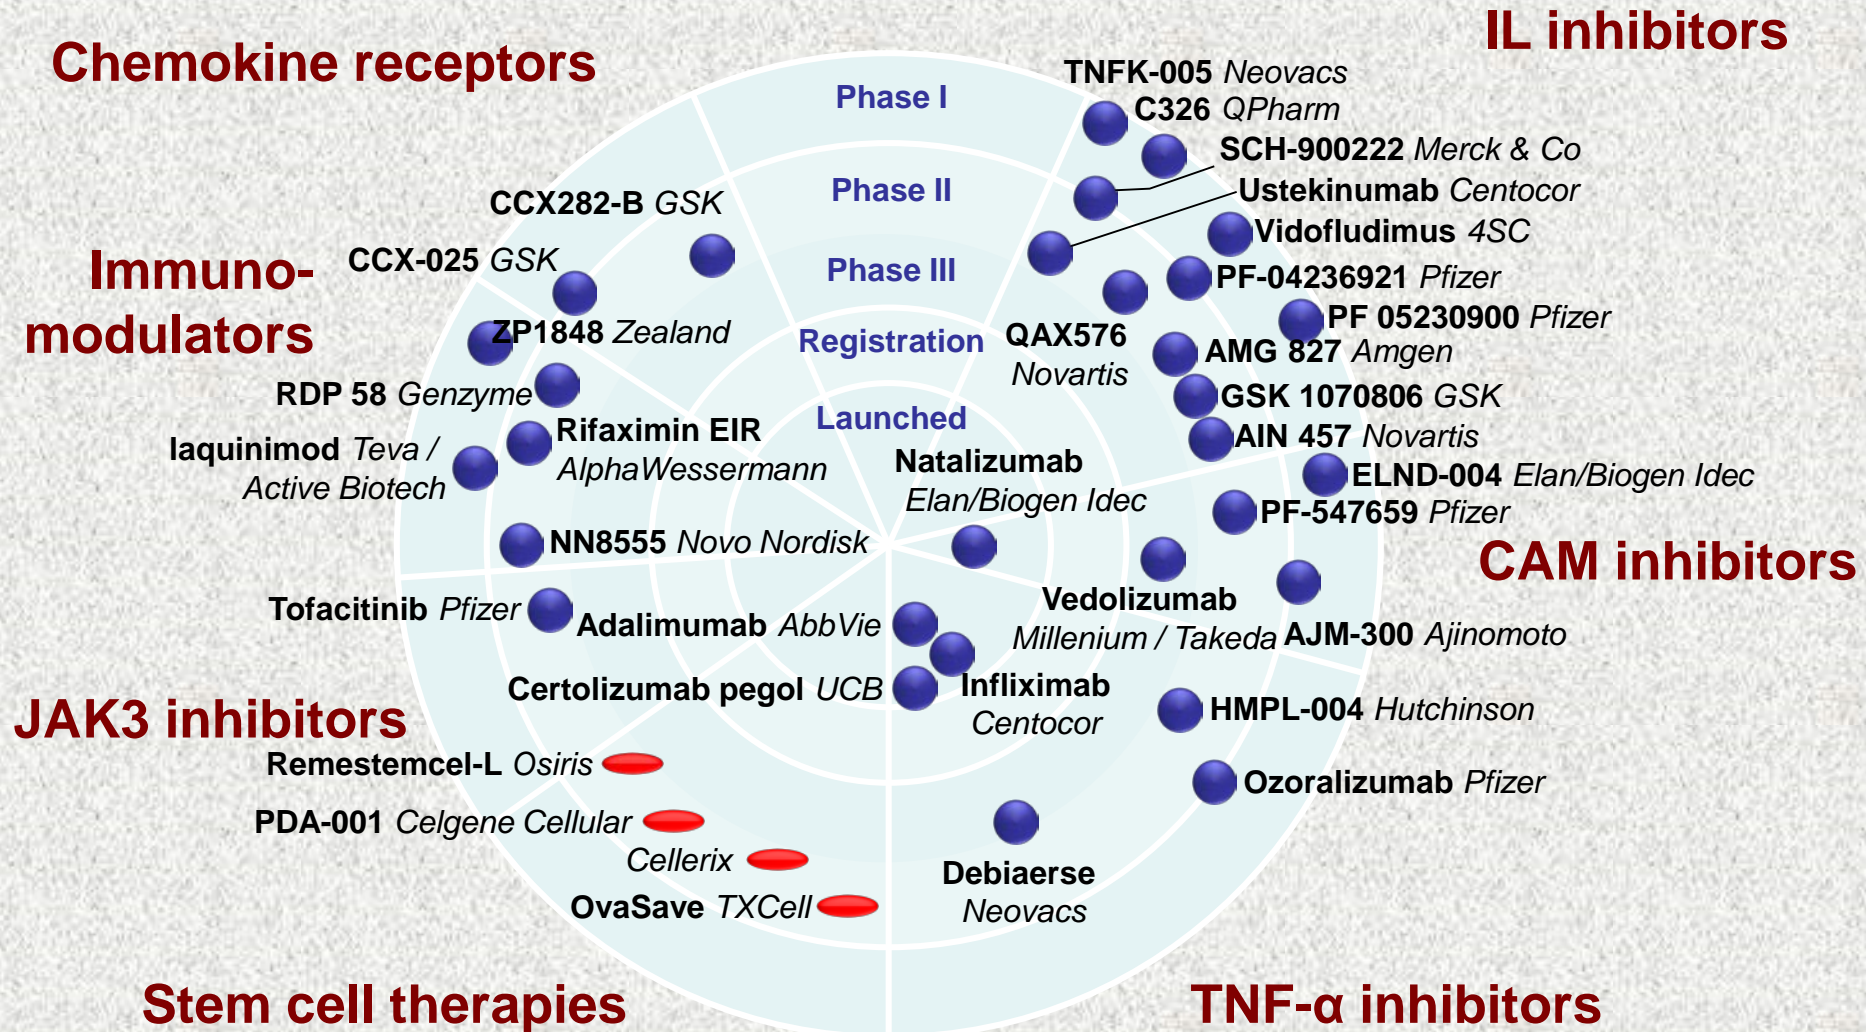 IL inhibitors
Chemokine receptors
TNFK-005 Neovacs
Phase I
C326 QPharm
SCH-900222 Merck & Co
Phase II
Ustekinumab Centocor
CCX282-B GSK
Vidofludimus 4SC
CCX-025 GSK
Immuno-
modulators
Phase III
PF-04236921 Pfizer
PF 05230900 Pfizer
ZP1848 Zealand
Registration
QAX576
Novartis
AMG 827 Amgen
RDP 58 Genzyme
GSK 1070806 GSK
Launched
Rifaximin EIR
AlphaWessermann
AIN 457 Novartis
laquinimod Teva /
Active Biotech
Natalizumab
Elan/Biogen Idec
ELND-004 Elan/Biogen Idec
PF-547659 Pfizer
NN8555 Novo Nordisk
CAM inhibitors
Tofacitinib Pfizer
Adalimumab AbbVie
Vedolizumab
Millenium / Takeda
AJM-300 Ajinomoto
Certolizumab pegol UCB
Infliximab
Centocor
HMPL-004 Hutchinson
JAK3 inhibitors
Remestemcel-L Osiris
Ozoralizumab Pfizer
PDA-001 Celgene Cellular
Cellerix
Debiaerse
Neovacs
OvaSave TXCell
Stem cell therapies
TNF-α inhibitors